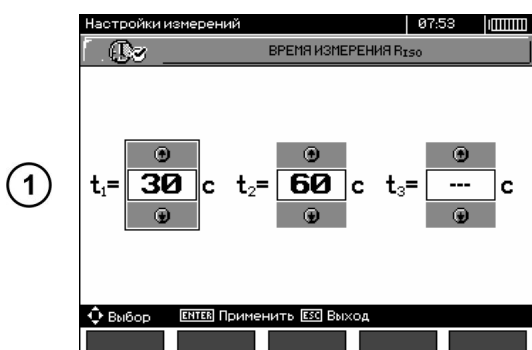 Настройки измерений 07:53
ВРЕМЯ ИЗМЕРЕНИЯ RISO
1 t1= 30 с t2= 60 с t3= --- с
Выбор ENTER Применить ESC Выход